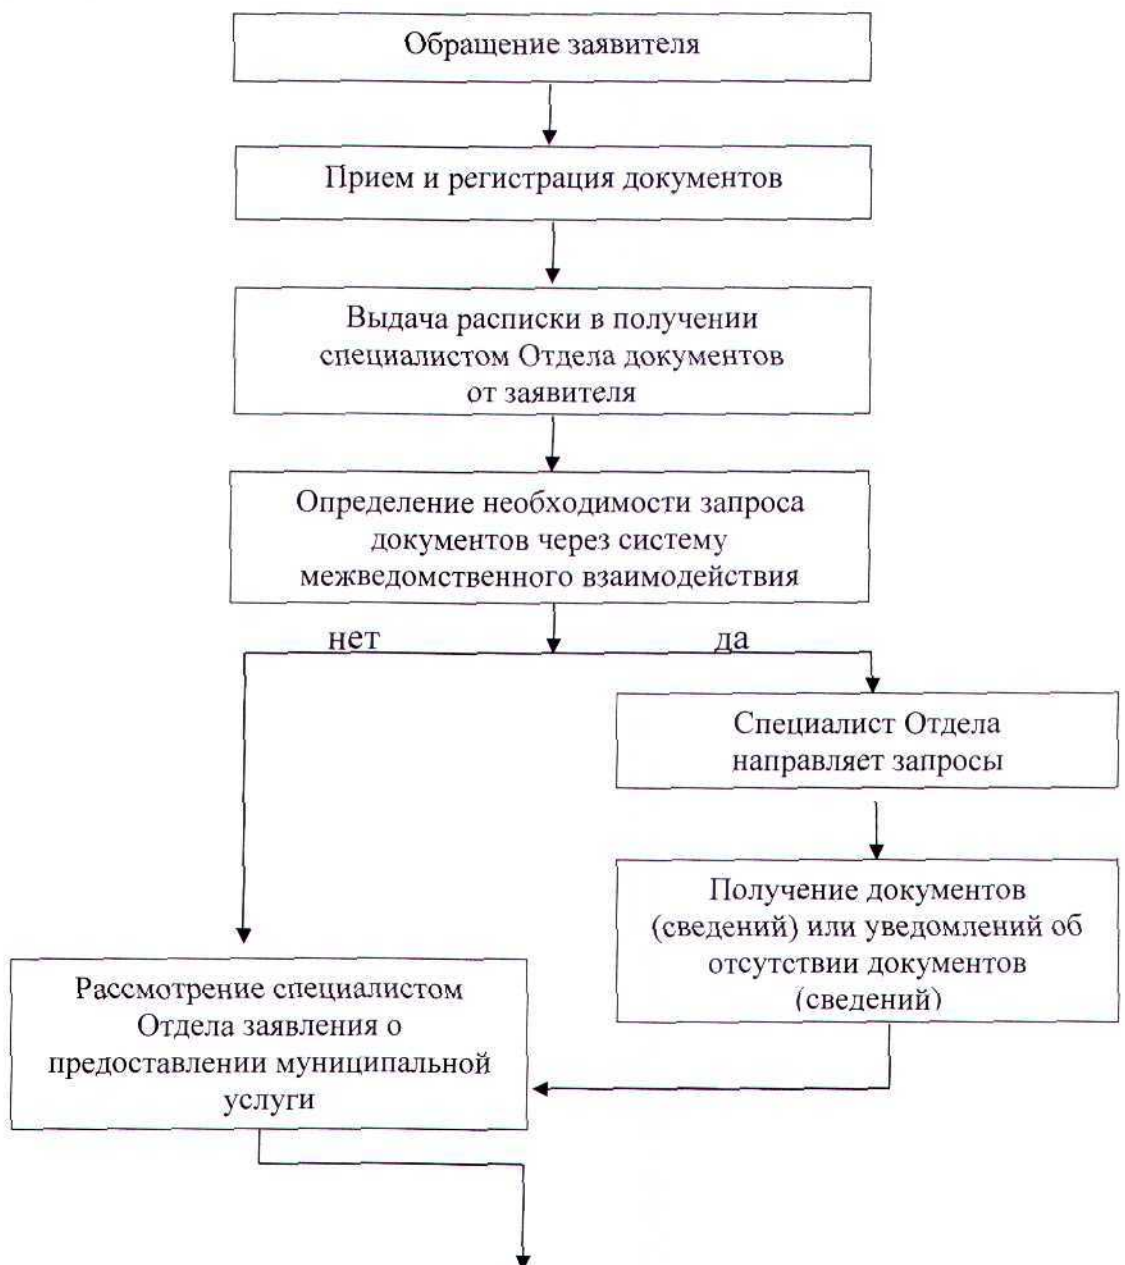 Обращение заявителя
Прием и регистрация документов
Выдача расписки в получении
специалистом Отдела документов
от заявителя
Определение необходимости запроса
документов через систему
межведомственного взаимодействия
нет
да
Специалист Отдела
направляет запросы
Получение документов
(сведений) или уведомлений об
отсутствии документов
(сведений)
Рассмотрение специалистом
Отдела заявления о
предоставлении муниципальной
услуги